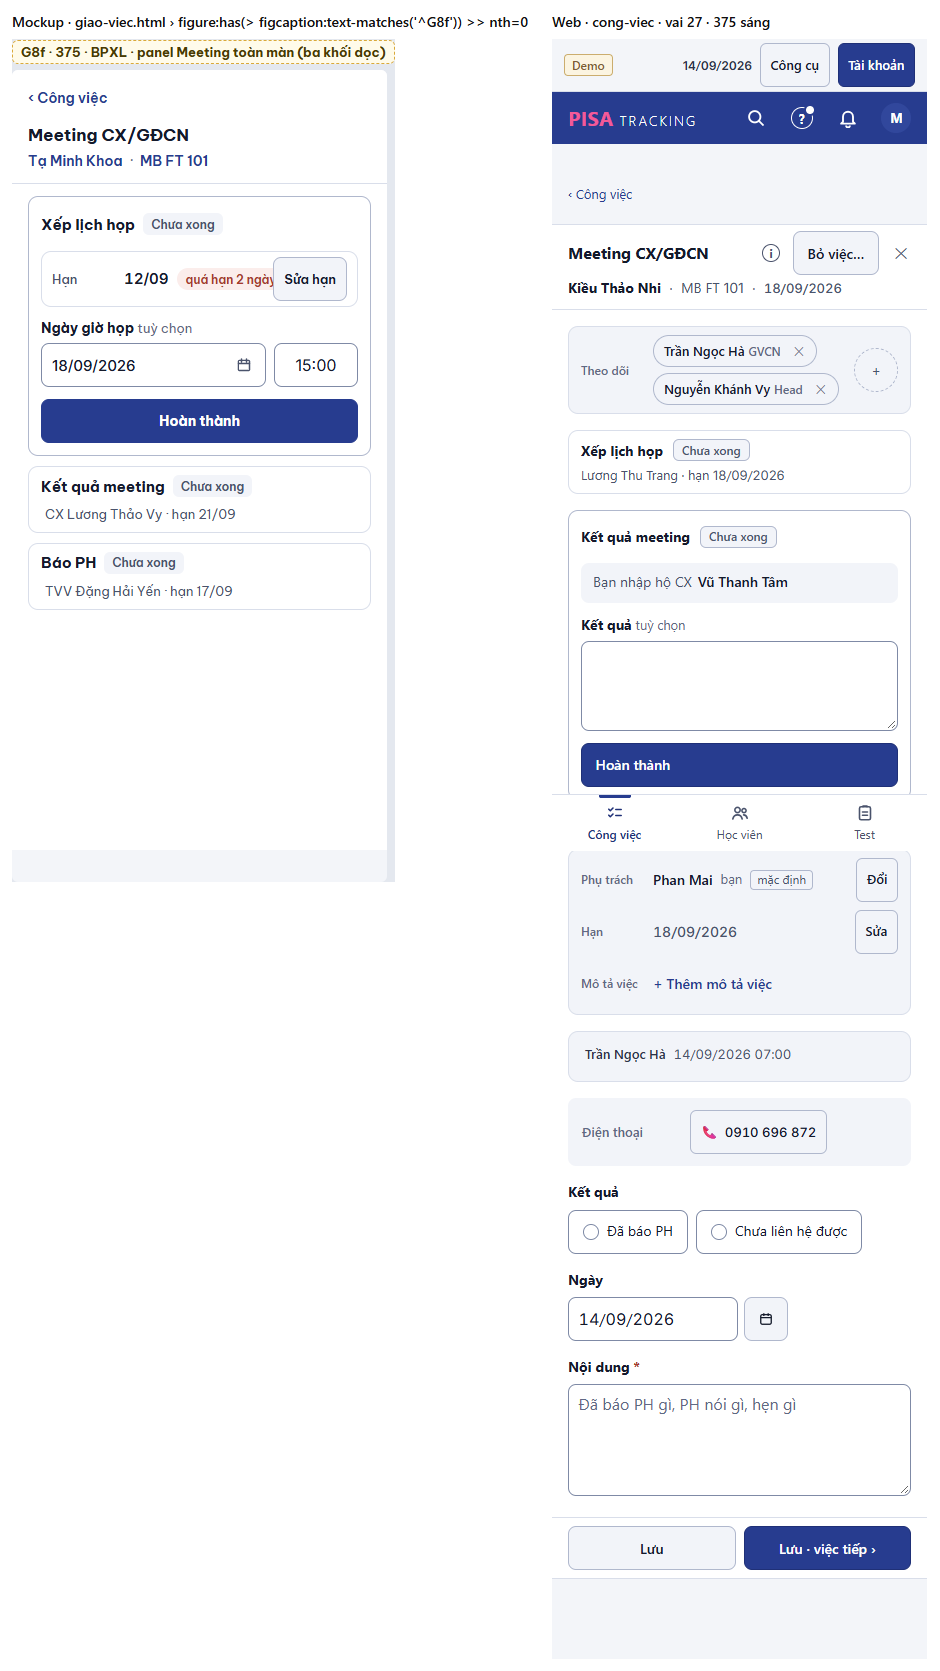 Mockup · giao-viec.html › figure:has(> figcaption:text-matches('^G8f')) >> nth=0
G8f · 375 · BPXL · panel Meeting toàn màn (ba khối dọc)
‹ Công việc
Meeting CX/GĐCN
Tạ Minh Khoa · MB FT 101
Xếp lịch họp Chưa xong
Hạn 12/09 quá hạn 2 ngày Sửa hạn
Ngày giờ họp tuỳ chọn
18/09/2026 15:00
Hoàn thành
Kết quả meeting Chưa xong
CX Lương Thảo Vy · hạn 21/09
Báo PH Chưa xong
TVV Đặng Hải Yến · hạn 17/09
Web · cong-viec · vai 27 · 375 sáng
Demo 14/09/2026 Công cụ Tài khoản
PISA TRACKING ? M
‹ Công việc
Meeting CX/GĐCN Bỏ việc...
Kiều Thảo Nhi · MB FT 101 · 18/09/2026
Theo dõi
Trần Ngọc Hà GVCN
Nguyễn Khánh Vy Head
+
Xếp lịch họp Chưa xong
Lương Thu Trang · hạn 18/09/2026
Kết quả meeting Chưa xong
Bạn nhập hộ CX Vũ Thanh Tâm
Kết quả tuỳ chọn
Hoàn thành
Công việc Học viên Test
Phụ trách Phan Mai bạn mặc định Đổi
Hạn 18/09/2026 Sửa
Mô tả việc + Thêm mô tả việc
Trần Ngọc Hà 14/09/2026 07:00
Điện thoại 0910 696 872
Kết quả
Đã báo PH Chưa liên hệ được
Ngày
14/09/2026
Nội dung *
Đã báo PH gì, PH nói gì, hẹn gì
Lưu Lưu · việc tiếp ›